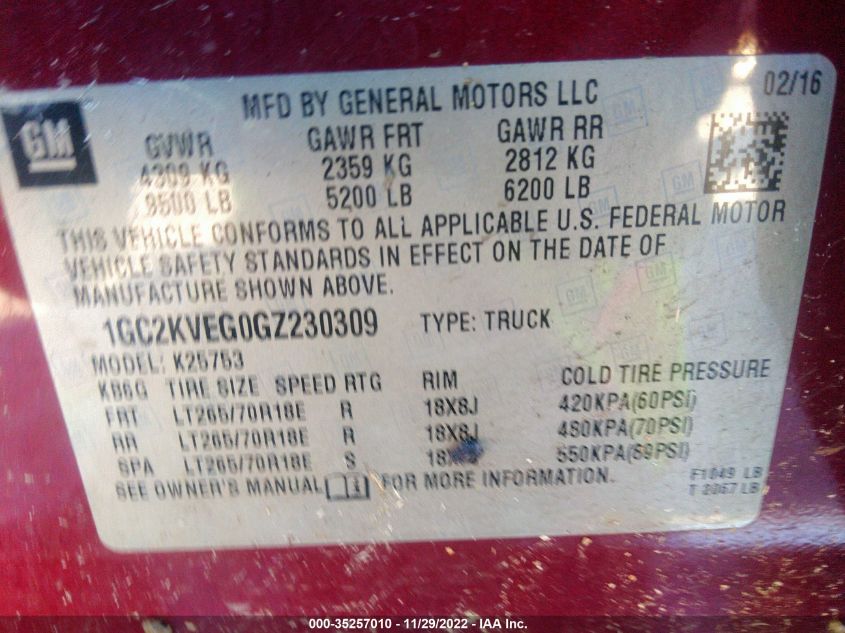 MFD BY GENERAL MOTORS LLC 02/16
GM
GVWR GAWR FRT GAWR RR
4309 KG 2359 KG 2812 KG
9500 LB 5200 LB 6200 LB
THIS VEHICLE CONFORMS TO ALL APPLICABLE U.S. FEDERAL MOTOR
VEHICLE SAFETY STANDARDS IN EFFECT ON THE DATE OF
MANUFACTURE SHOWN ABOVE.
1GC2KVEG0GZ230309 TYPE: TRUCK
MODEL: K25753
KB6G TIRE SIZE SPEED RTG RIM COLD TIRE PRESSURE
FRT LT265/70R18E R 18X8J 420KPA(60PSI)
RR LT265/70R18E R 18X8J 480KPA(70PSI)
SPA LT265/70R18E S 550KPA(59PSI)
SEE OWNER'S MANUAL FOR MORE INFORMATION.
F1049 LB
T 2067 LB
000-35257010 - 11/29/2022 - IAA Inc.